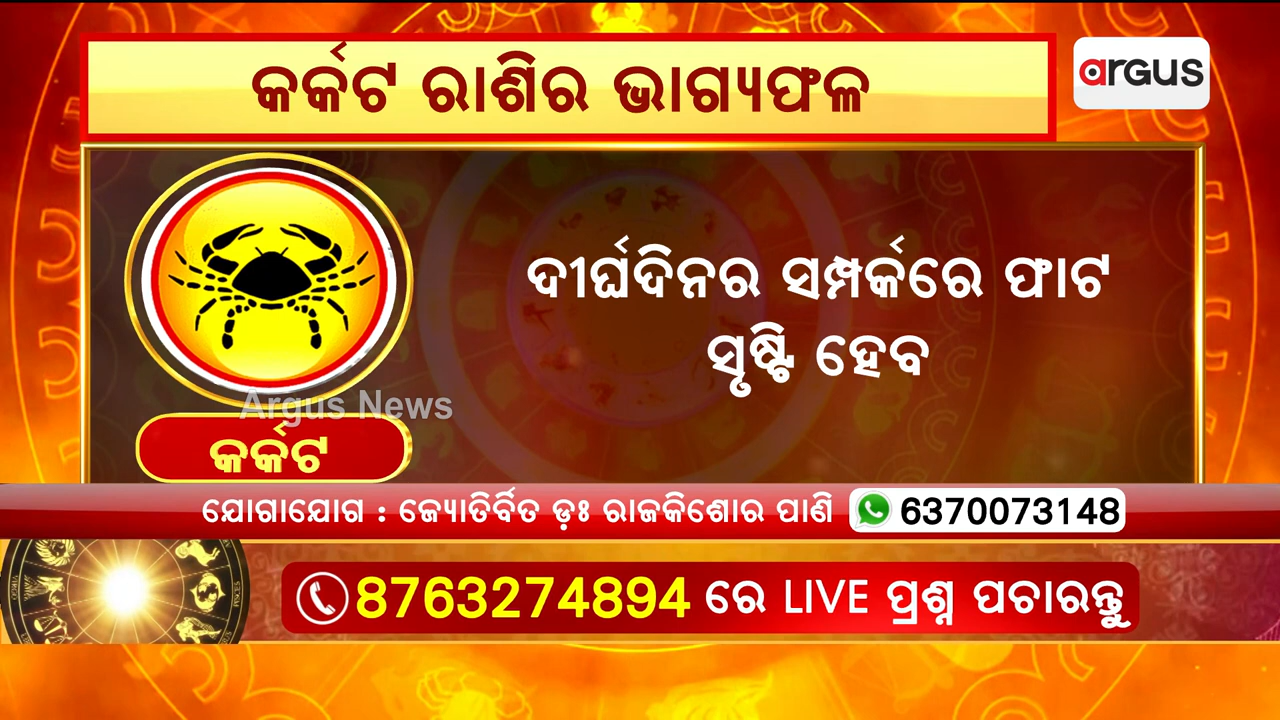 କର୍କଟ ରାଶିର ଭାଗ୍ୟଫଳ
argus
ଦୀର୍ଘଦିନର ସମ୍ପର୍କରେ ଫାଟ
ସୃଷ୍ଟି ହେବ
Argus News
କର୍କଟ
ଯୋଗାଯୋଗ : ଜ୍ୟୋତିର୍ବିତ ଡ଼ଃ ରାଜକିଶୋର ପାଣି 6370073148
8763274894 ରେ LIVE ପ୍ରଶ୍ନ ପଚାରନ୍ତୁ